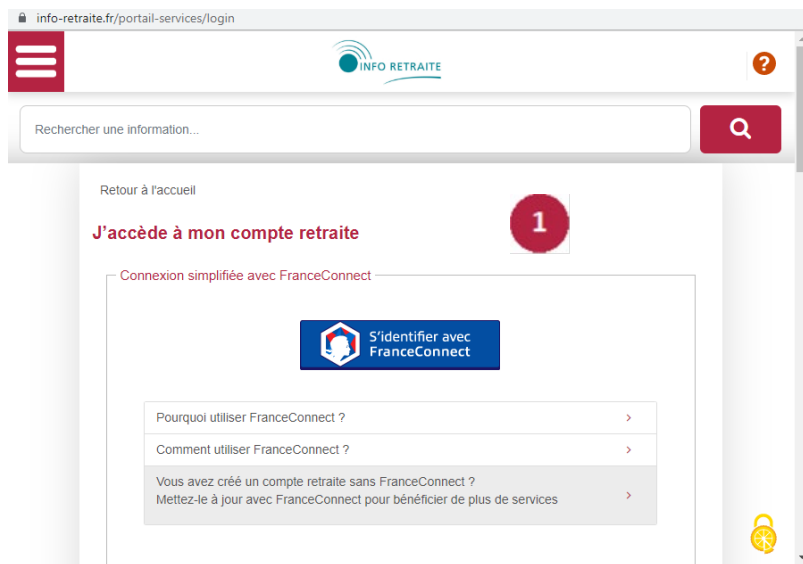 info-retraite.fr/portail-services/login
INFO RETRAITE
?
Rechercher une information...
Retour à l'accueil
J'accède à mon compte retraite
1
Connexion simplifiée avec FranceConnect
S'identifier avec
FranceConnect
Pourquoi utiliser FranceConnect ?
Comment utiliser FranceConnect ?
Vous avez créé un compte retraite sans FranceConnect ?
Mettez-le à jour avec FranceConnect pour bénéficier de plus de services